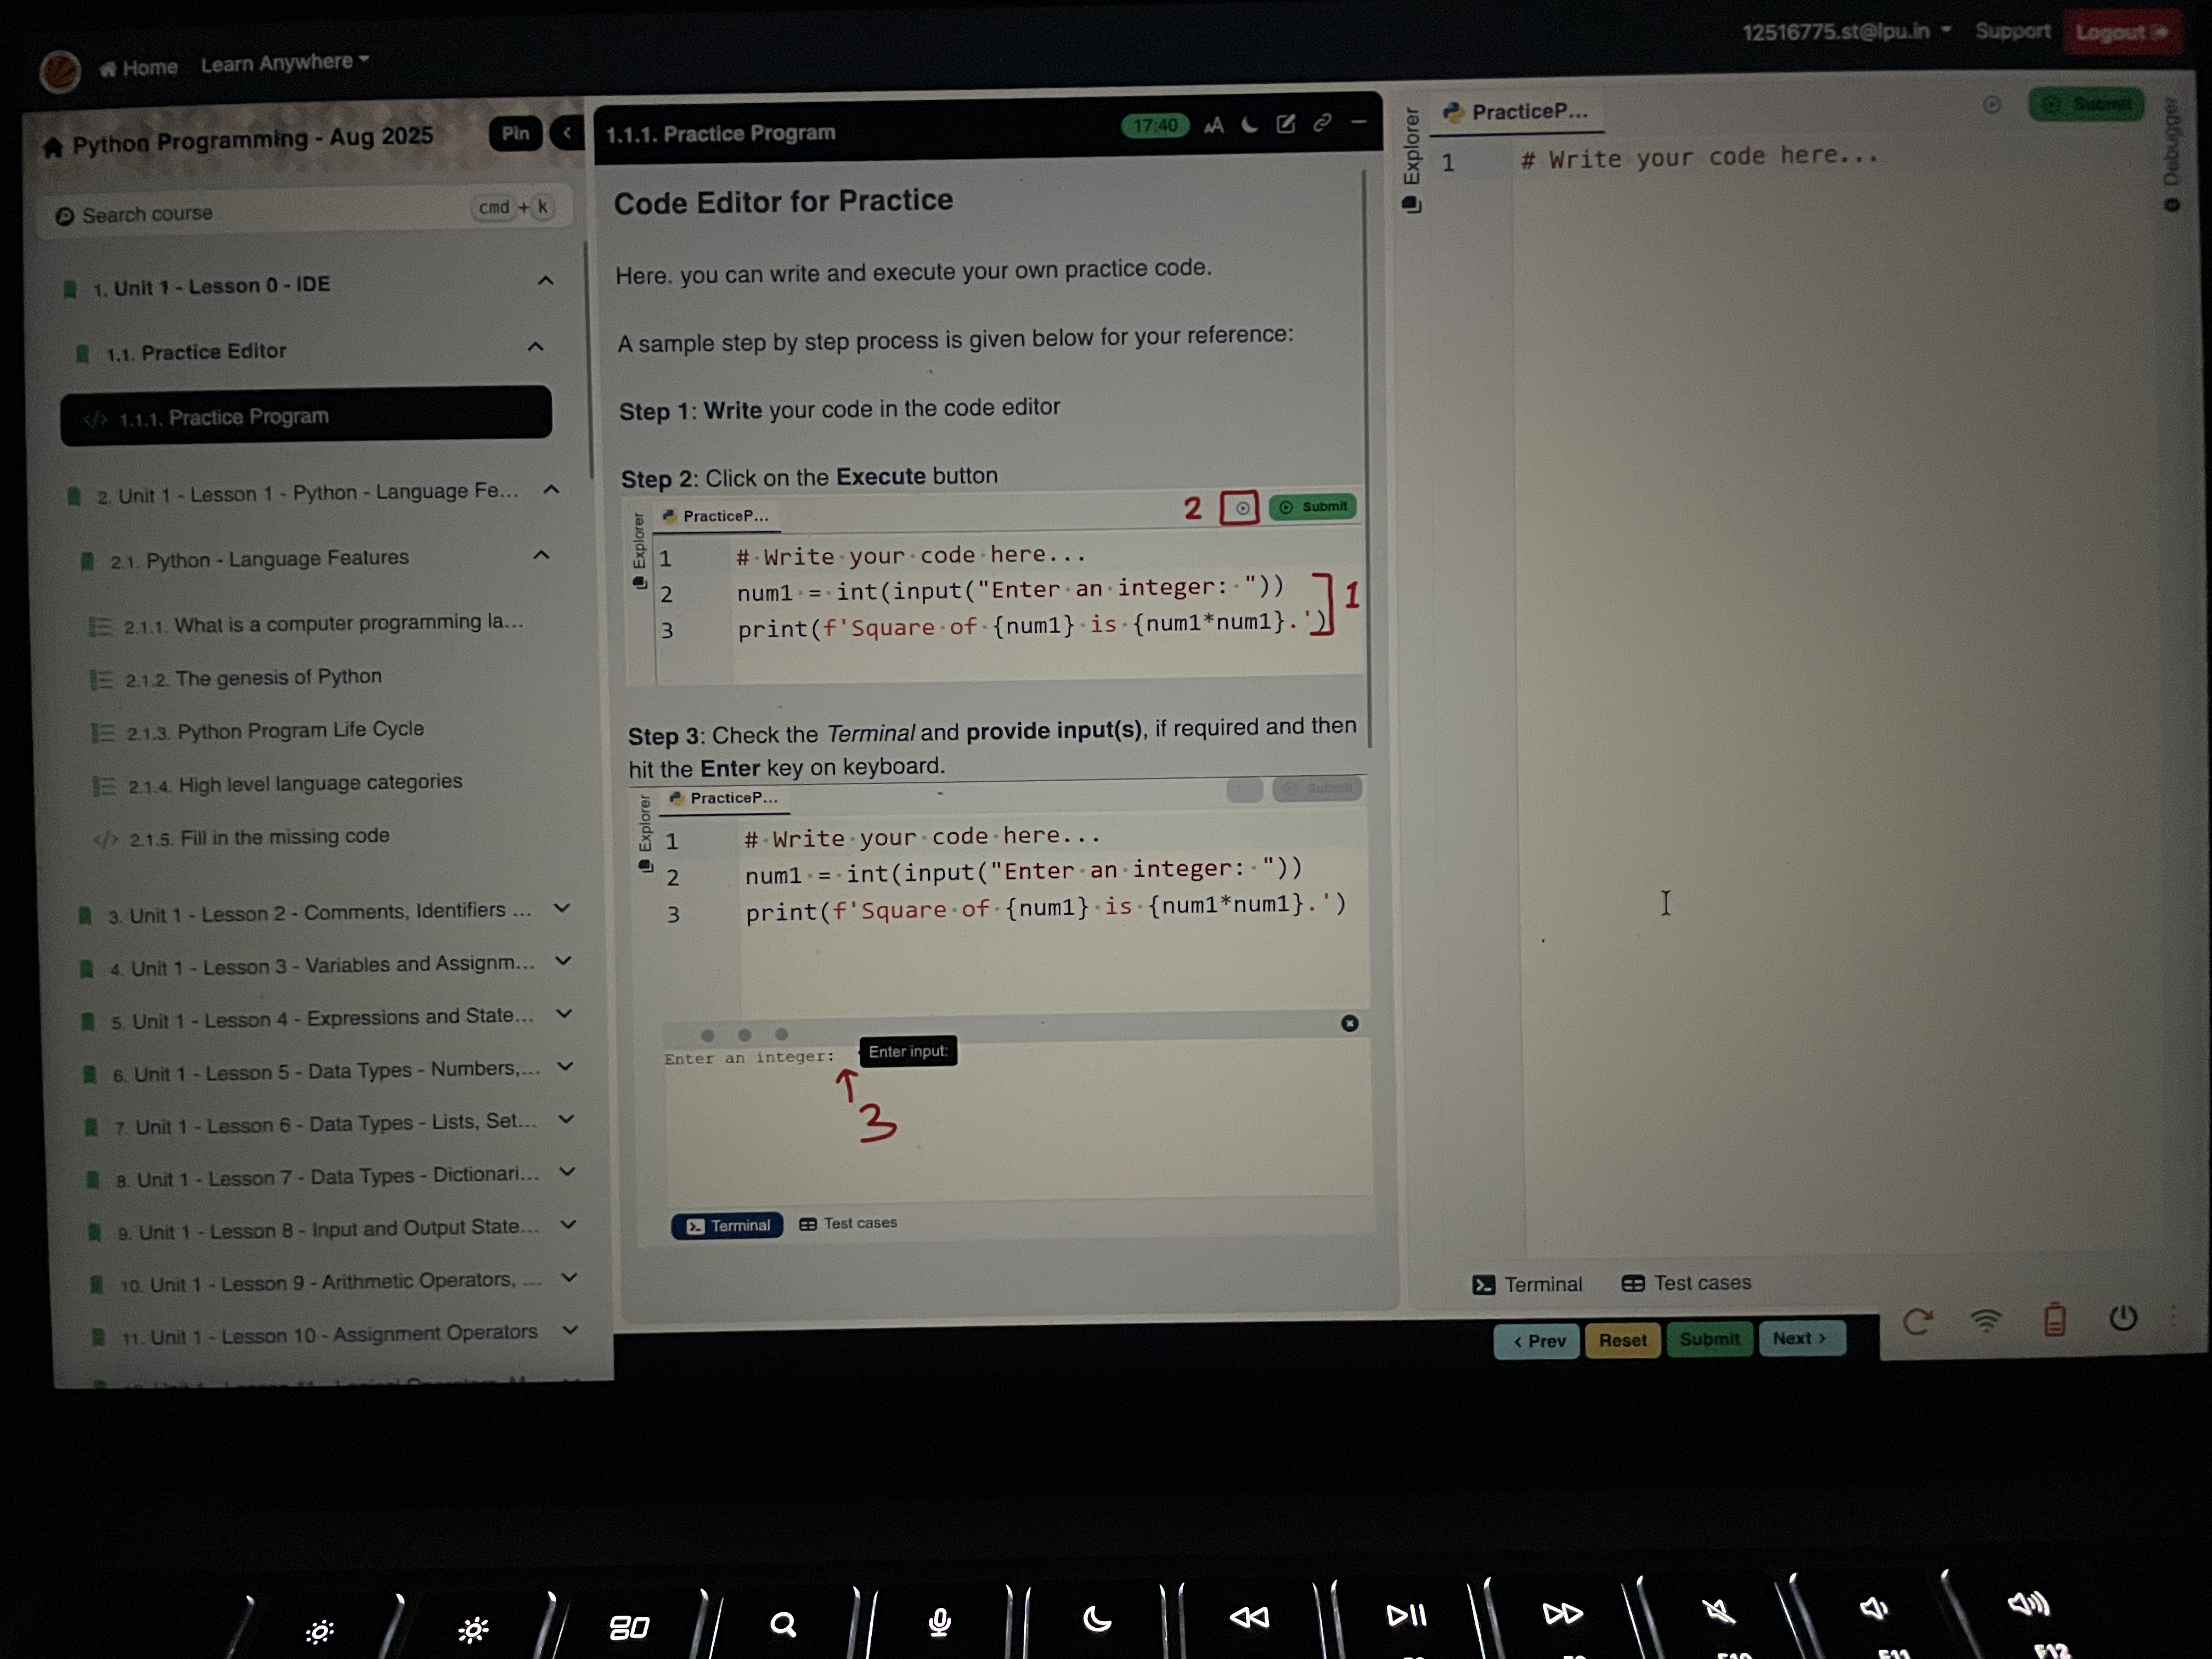 Home Learn Anywhere
12516775.st@lpu.in Support Logout
Python Programming - Aug 2025 Pin
Search course cmd + k
1. Unit 1 - Lesson 0 - IDE
1.1. Practice Editor
1.1.1. Practice Program
2. Unit 1 - Lesson 1 - Python - Language Fe...
2.1. Python - Language Features
2.1.1. What is a computer programming la...
2.1.2. The genesis of Python
2.1.3. Python Program Life Cycle
2.1.4. High level language categories
2.1.5. Fill in the missing code
3. Unit 1 - Lesson 2 - Comments, Identifiers ...
4. Unit 1 - Lesson 3 - Variables and Assignm...
5. Unit 1 - Lesson 4 - Expressions and State...
6. Unit 1 - Lesson 5 - Data Types - Numbers,...
7. Unit 1 - Lesson 6 - Data Types - Lists, Set...
8. Unit 1 - Lesson 7 - Data Types - Dictionari...
9. Unit 1 - Lesson 8 - Input and Output State...
10. Unit 1 - Lesson 9 - Arithmetic Operators, ...
11. Unit 1 - Lesson 10 - Assignment Operators
1.1.1. Practice Program 17:40 AA
Code Editor for Practice
Here. you can write and execute your own practice code.
A sample step by step process is given below for your reference:
Step 1: Write your code in the code editor
Step 2: Click on the Execute button
Explorer
PracticeP... 2 Submit
1 # Write your code here...
2 num1 = int(input("Enter an integer: "))
3 print(f'Square of {num1} is {num1*num1}.')
1
Step 3: Check the Terminal and provide input(s), if required and then
hit the Enter key on keyboard.
Explorer
PracticeP... Submit
1 # Write your code here...
2 num1 = int(input("Enter an integer: "))
3 print(f'Square of {num1} is {num1*num1}.')
Enter an integer: Enter input:
3
Terminal Test cases
Explorer
PracticeP... Submit
Debugger
1 # Write your code here...
Terminal Test cases
< Prev Reset Submit Next >
F10 F11 F12